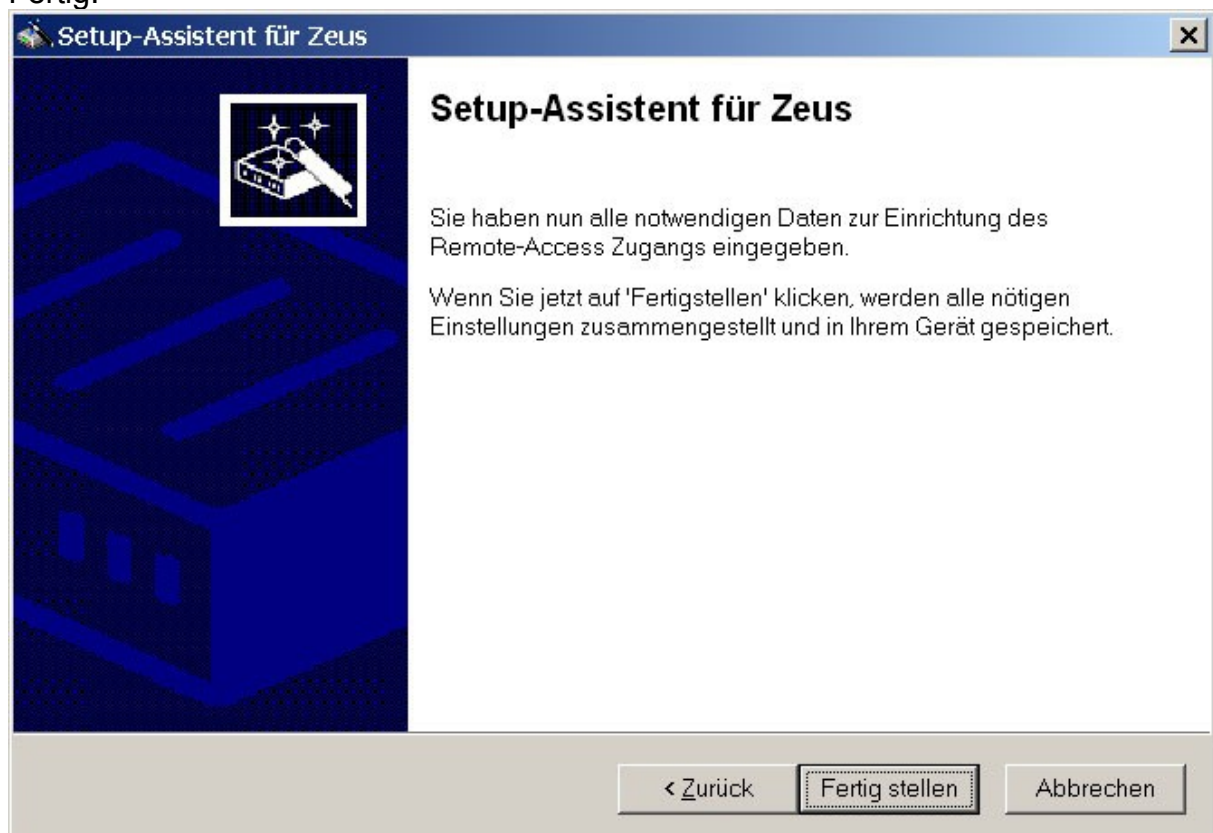 Fertig.
Setup-Assistent für Zeus
Setup-Assistent für Zeus
Sie haben nun alle notwendigen Daten zur Einrichtung des
Remote-Access Zugangs eingegeben.
Wenn Sie jetzt auf 'Fertigstellen' klicken, werden alle nötigen
Einstellungen zusammengestellt und in Ihrem Gerät gespeichert.
< Zurück Fertig stellen Abbrechen